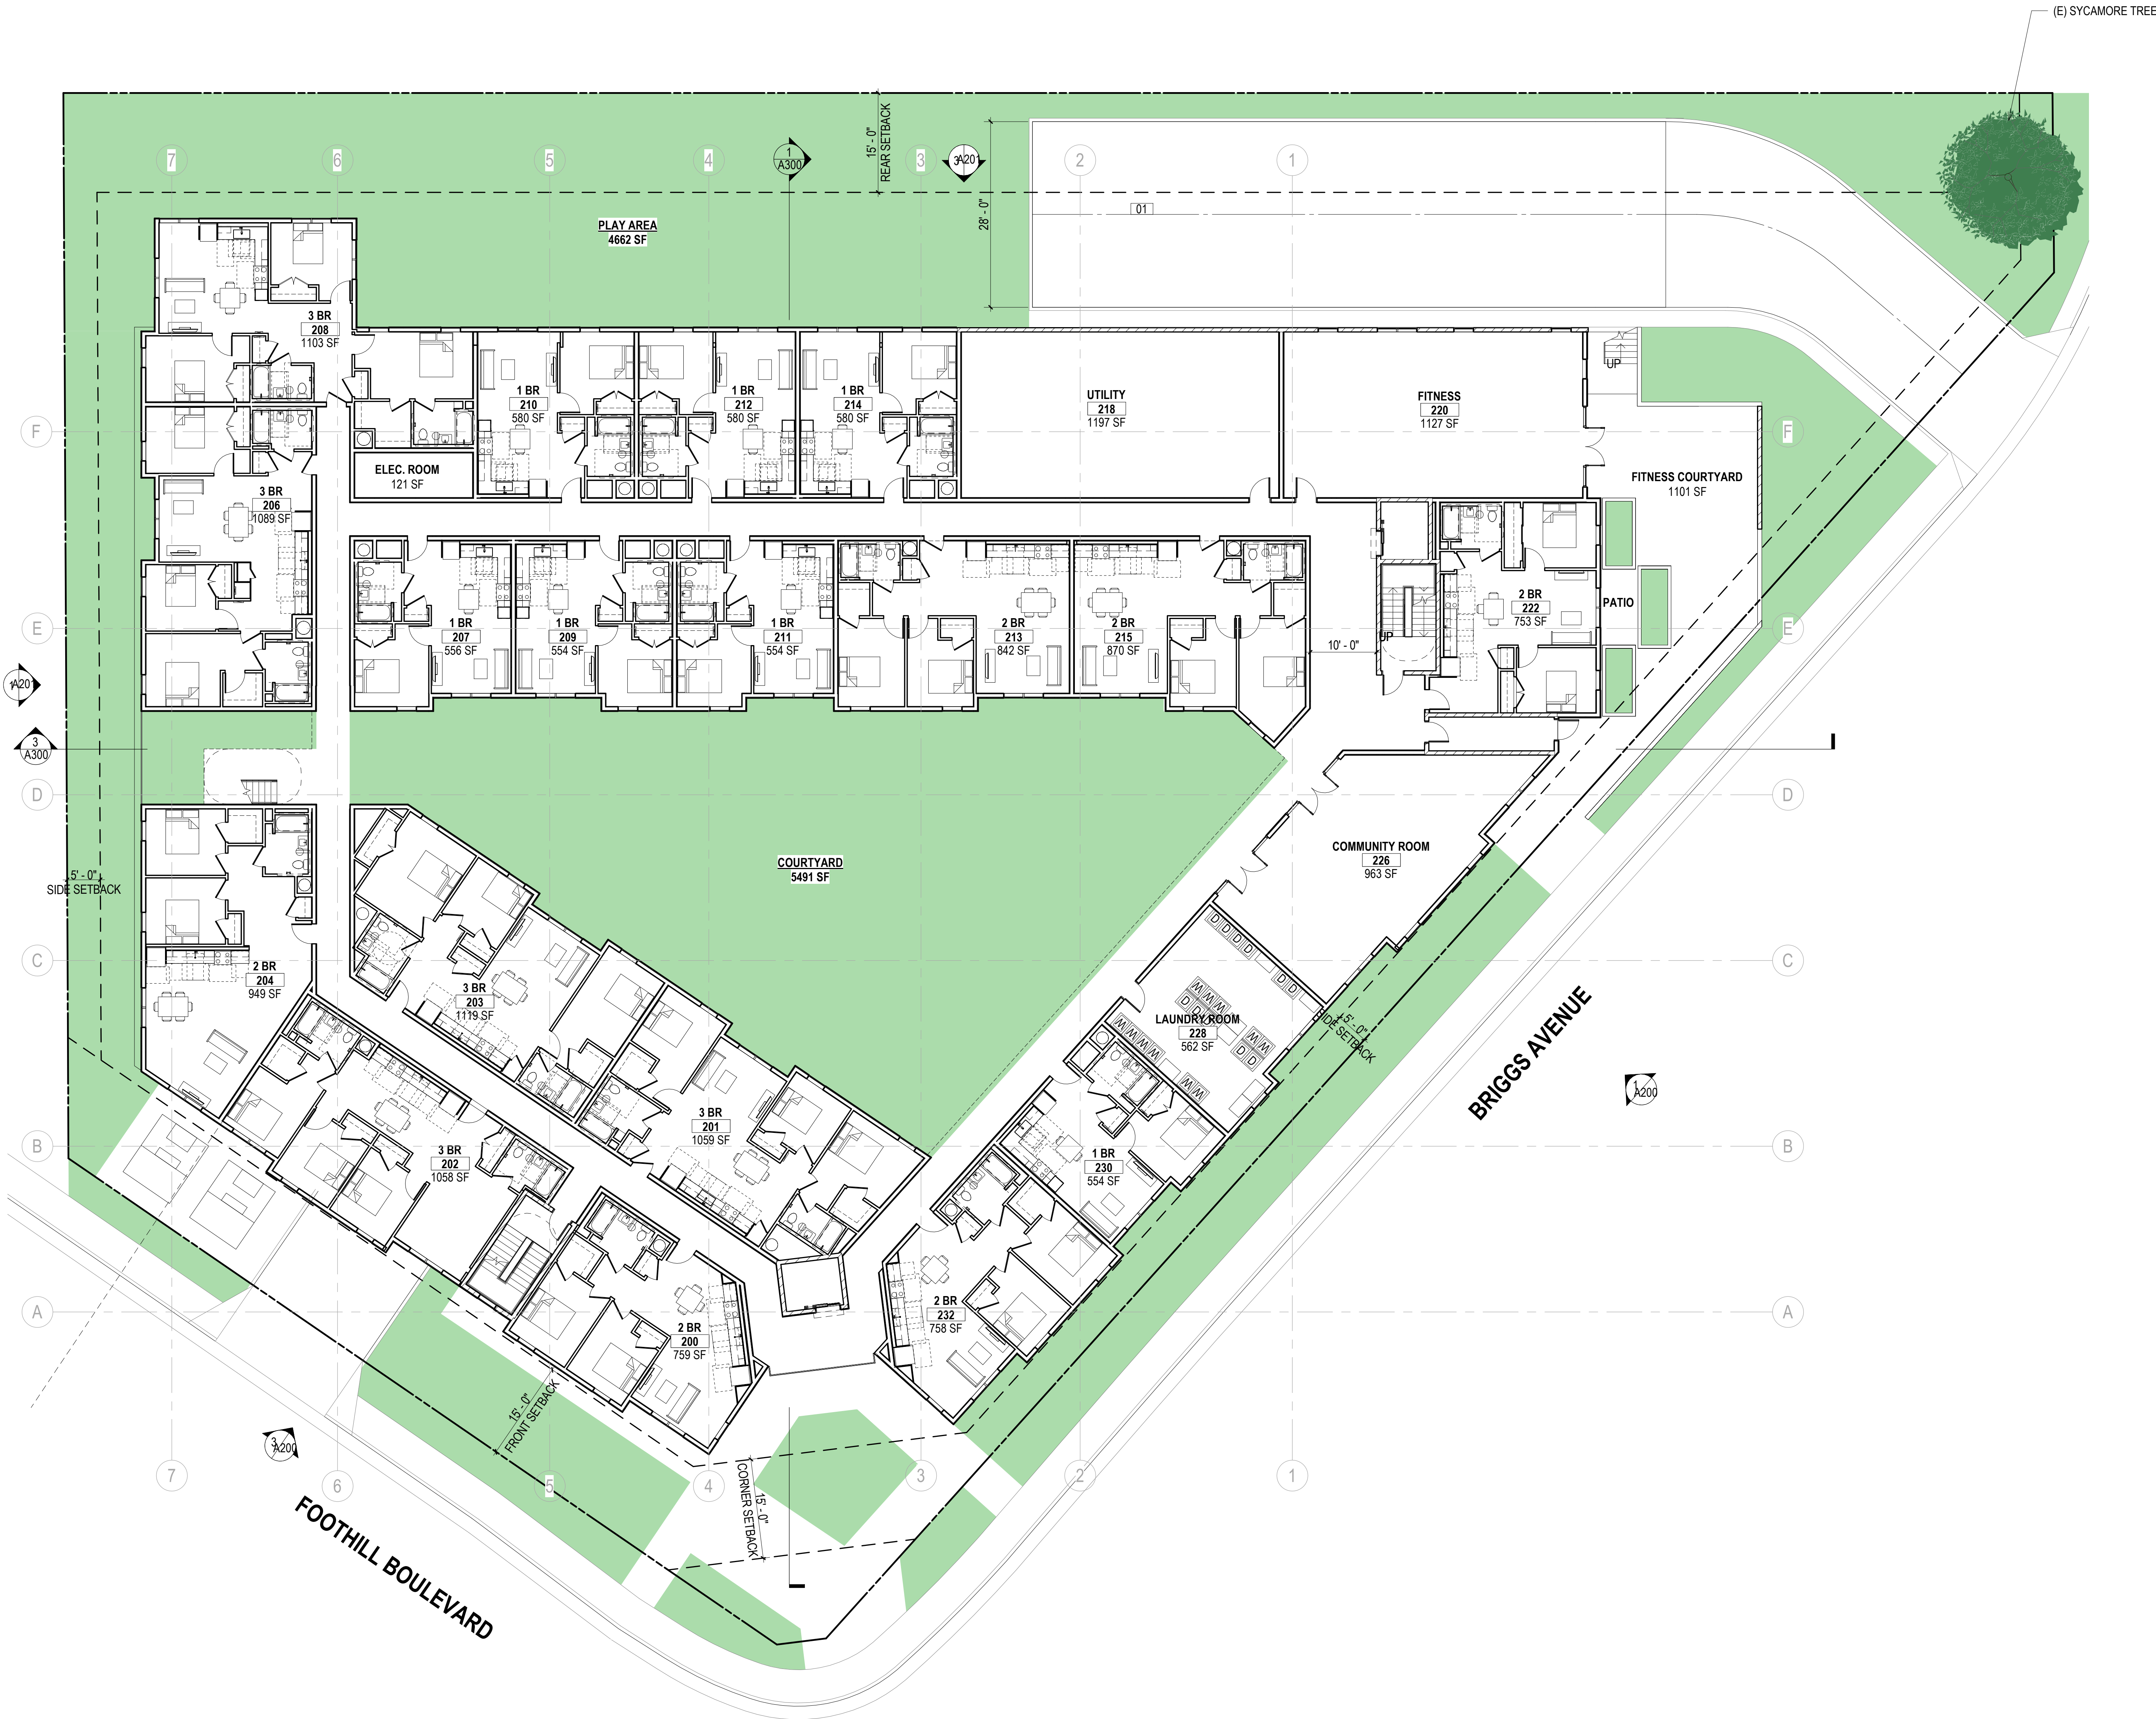 (E) SYCAMORE TREE
15' - 0"
REAR SETBACK
7
6
5
4
1
A300
3
3
A201
2
1
28' - 0"
01
PLAY AREA
4662 SF
3 BR
208
1103 SF
1 BR
210
580 SF
1 BR
212
580 SF
1 BR
214
580 SF
UTILITY
218
1197 SF
FITNESS
220
1127 SF
UP
F
F
ELEC. ROOM
121 SF
FITNESS COURTYARD
1101 SF
3 BR
206
1089 SF
1 BR
207
556 SF
1 BR
209
554 SF
1 BR
211
554 SF
2 BR
213
842 SF
2 BR
215
870 SF
10' - 0"
UP
2 BR
222
753 SF
PATIO
E
E
1
A201
3
A300
D
D
COURTYARD
5491 SF
COMMUNITY ROOM
226
963 SF
5' - 0"
SIDE SETBACK
D
D
D
D
D
D
C
C
2 BR
204
949 SF
3 BR
203
1119 SF
W
W
W
D
D
D
W
W
W
W
LAUNDRY ROOM
228
562 SF
W
W
D
D
W
W
15'- 0"
SIDE SETBACK
BRIGGS AVENUE
1
A200
3 BR
201
1059 SF
B
B
3 BR
202
1058 SF
1 BR
230
554 SF
A
A
2 BR
200
759 SF
2 BR
232
758 SF
15' - 0"
FRONT SETBACK
3
A200
15' - 0"
CORNER SETBACK
7
6
5
4
3
2
1
FOOTHILL BOULEVARD